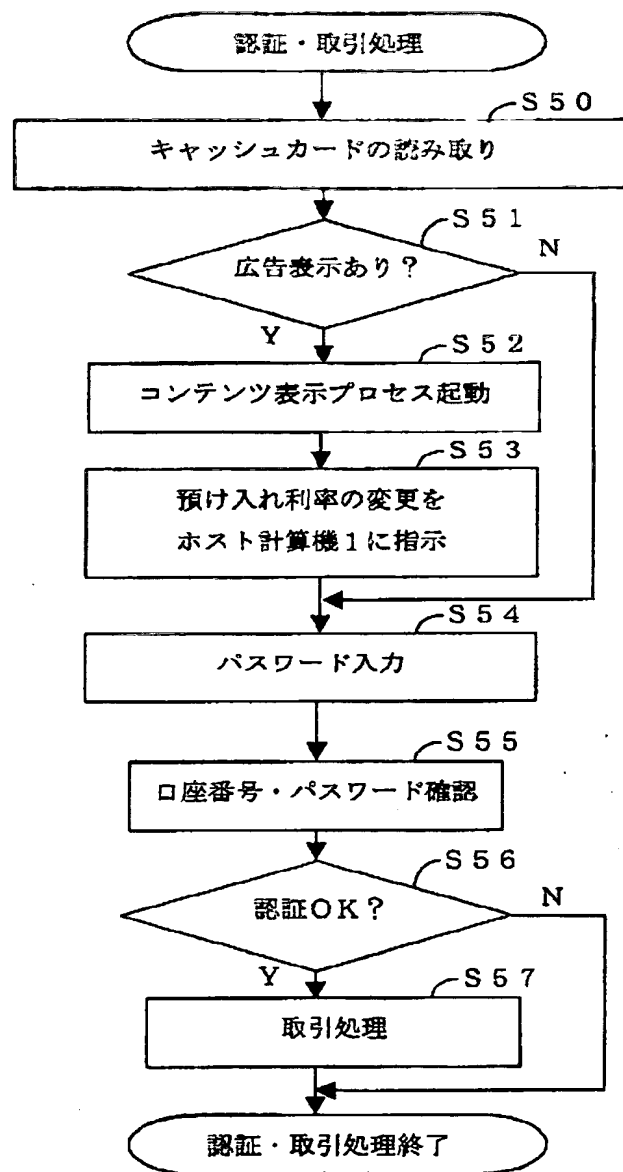 認証・取引処理
S50
キャッシュカードの読み取り
S51
広告表示あり?
N
Y
S52
コンテンツ表示プロセス起動
S53
預け入れ利率の変更を
ホスト計算機1に指示
S54
パスワード入力
S55
口座番号・パスワード確認
S56
認証OK?
N
Y
S57
取引処理
認証・取引処理終了